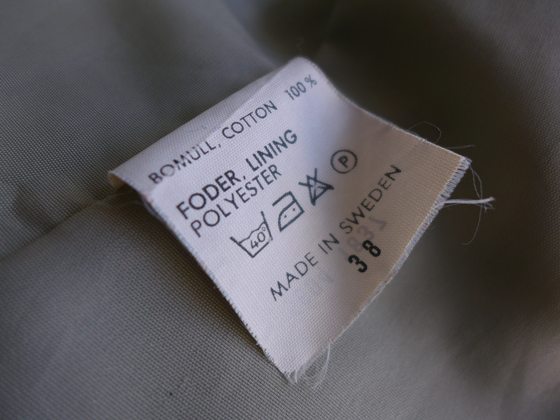 BOMULL, COTTON 100%
FODER, LINING
POLYESTER
40° P
MADE IN SWEDEN
38